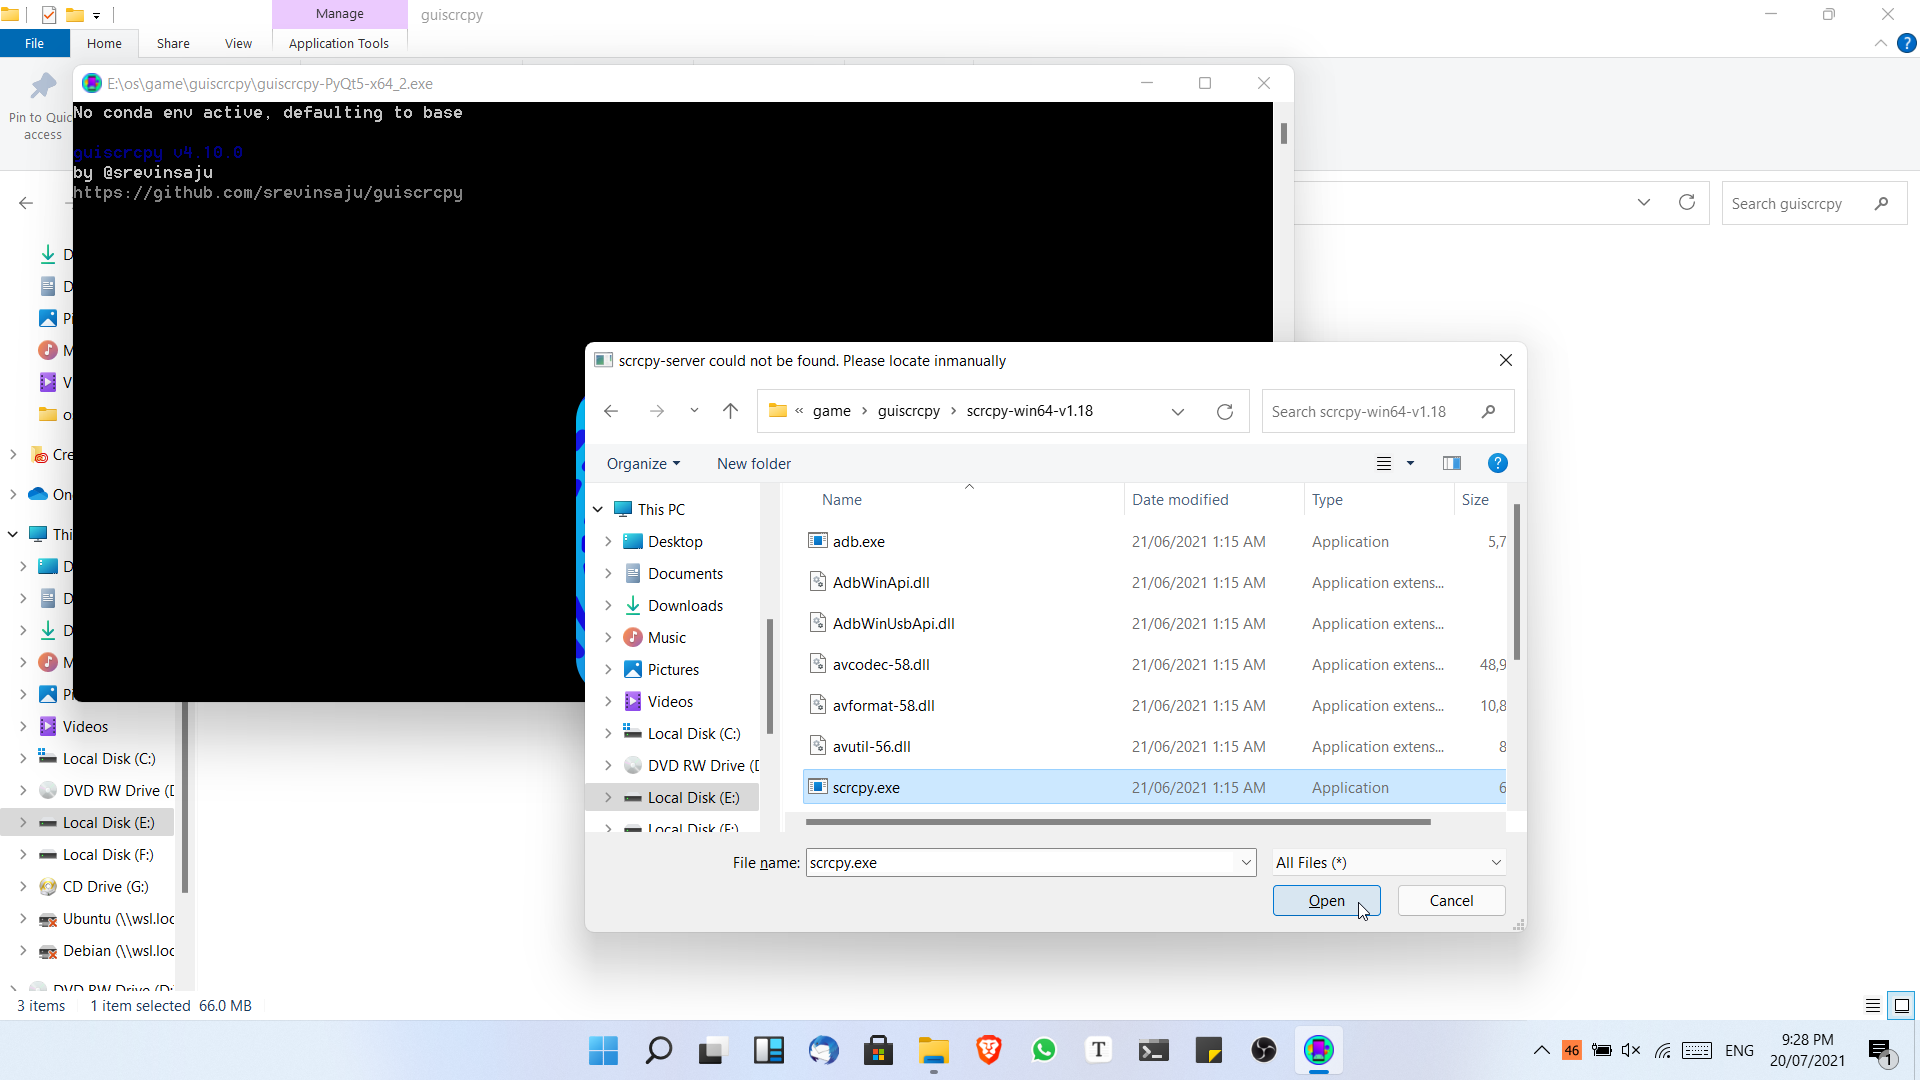 Manage
guiscrcpy
File
Home
Share
View
Application Tools
Pin to Quic
access
E:\os\game\guiscrcpy\guiscrcpy-PyQt5-x64_2.exe
No conda env active, defaulting to base
guiscrcpy v4.10.0
by @srevinsaju
https://github.com/srevinsaju/guiscrcpy
Search guiscrcpy
D
D
Pi
M
V
o
Cre
On
Thi
D
D
D
M
Pi
Videos
Local Disk (C:)
DVD RW Drive (D
Local Disk (E:)
Local Disk (F:)
CD Drive (G:)
Ubuntu (\\wsl.loc
Debian (\\wsl.loc
DVD RW Drive (D:
3 items
1 item selected 66.0 MB
scrcpy-server could not be found. Please locate inmanually
« game > guiscrcpy > scrcpy-win64-v1.18
Search scrcpy-win64-v1.18
Organize
New folder
This PC
Desktop
Documents
Downloads
Music
Pictures
Videos
Local Disk (C:)
DVD RW Drive (D
Local Disk (E:)
Local Disk (F:)
Name Date modified Type Size
adb.exe 21/06/2021 1:15 AM Application 5,7
AdbWinApi.dll 21/06/2021 1:15 AM Application extens...
AdbWinUsbApi.dll 21/06/2021 1:15 AM Application extens...
avcodec-58.dll 21/06/2021 1:15 AM Application extens... 48,9
avformat-58.dll 21/06/2021 1:15 AM Application extens... 10,8
avutil-56.dll 21/06/2021 1:15 AM Application extens... 8
scrcpy.exe 21/06/2021 1:15 AM Application 6
File name: scrcpy.exe
All Files (*)
Open
Cancel
T
46
ENG
9:28 PM
20/07/2021
1